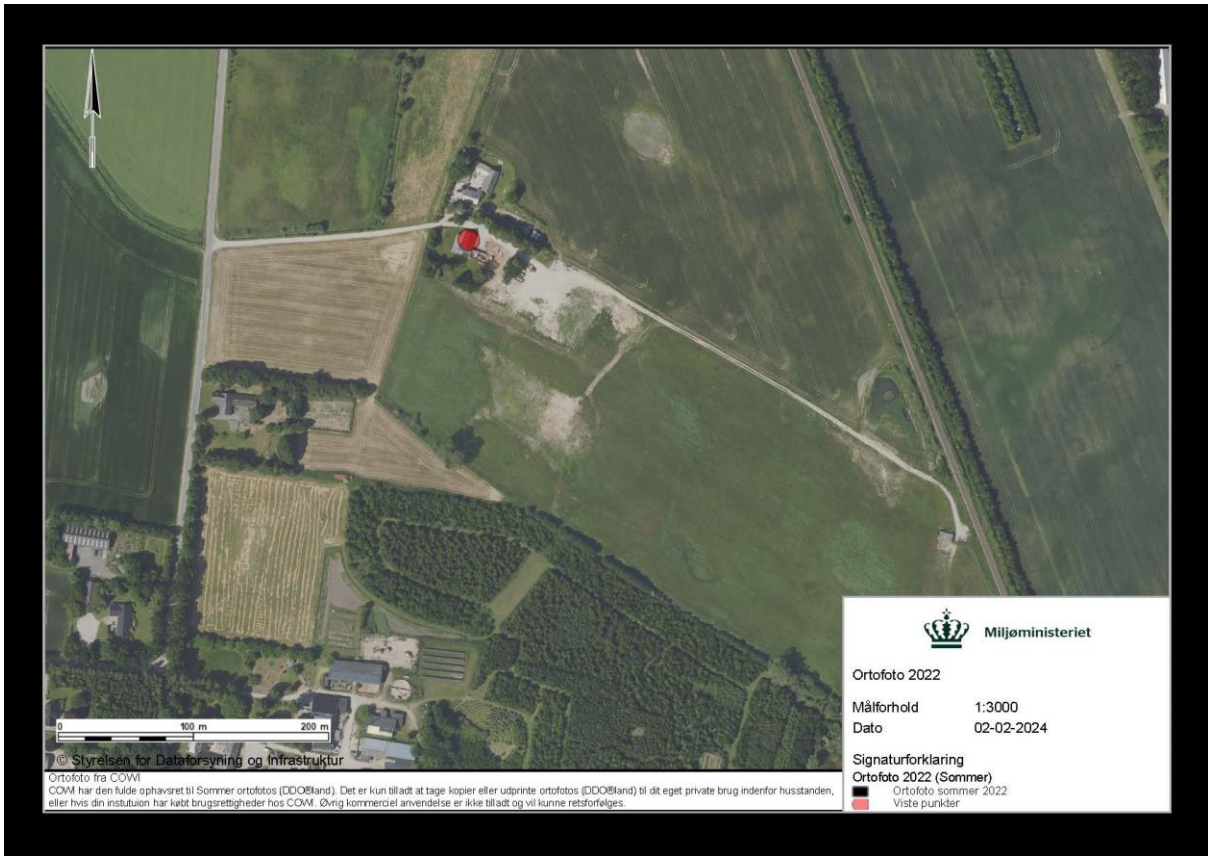 Miljøministeriet
Ortofoto 2022
Målforhold 1:3000
Dato 02-02-2024
Signaturforklaring
Ortofoto 2022 (Sommer)
Ortofoto sommer 2022
Viste punkter
0 100 m 200 m
© Styrelsen for Dataforsyning og Infrastruktur
Ortofoto fra COWI
COWI har den fulde ophavsret til Sommer ortofotos (DDO®land). Det er kun tilladt at tage kopier eller udprinte ortofotos (DDO®land) til dit eget private brug indenfor husstanden,
eller hvis din instutuion har købt brugsrettigheder hos COWI. Øvrig kommerciel anvendelse er ikke tilladt og vil kunne retsforfølges.